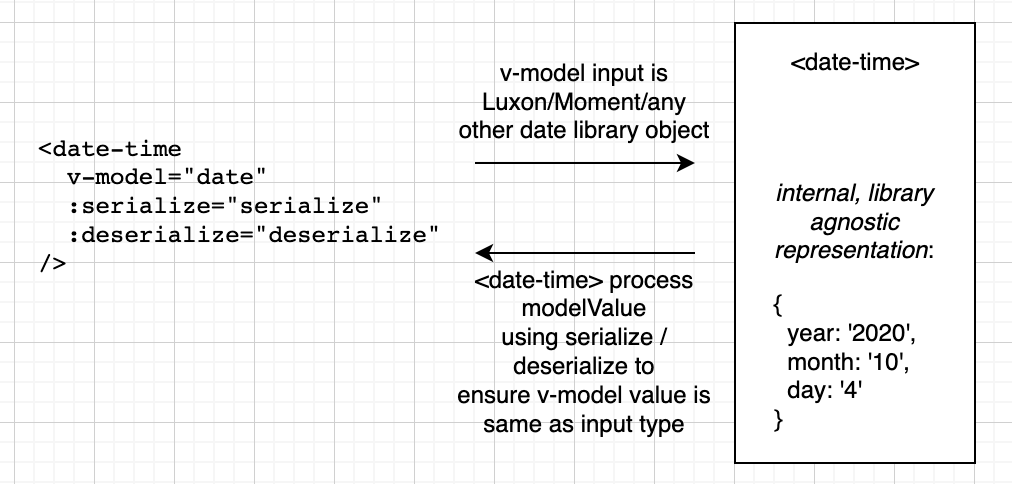 <date-time
v-model="date"
:serialize="serialize"
:deserialize="deserialize"
/>
v-model input is
Luxon/Moment/any
other date library object
<date-time> process
modelValue
using serialize /
deserialize to
ensure v-model value is
same as input type
<date-time>
internal, library
agnostic
representation:
{
year: '2020',
month: '10',
day: '4'
}